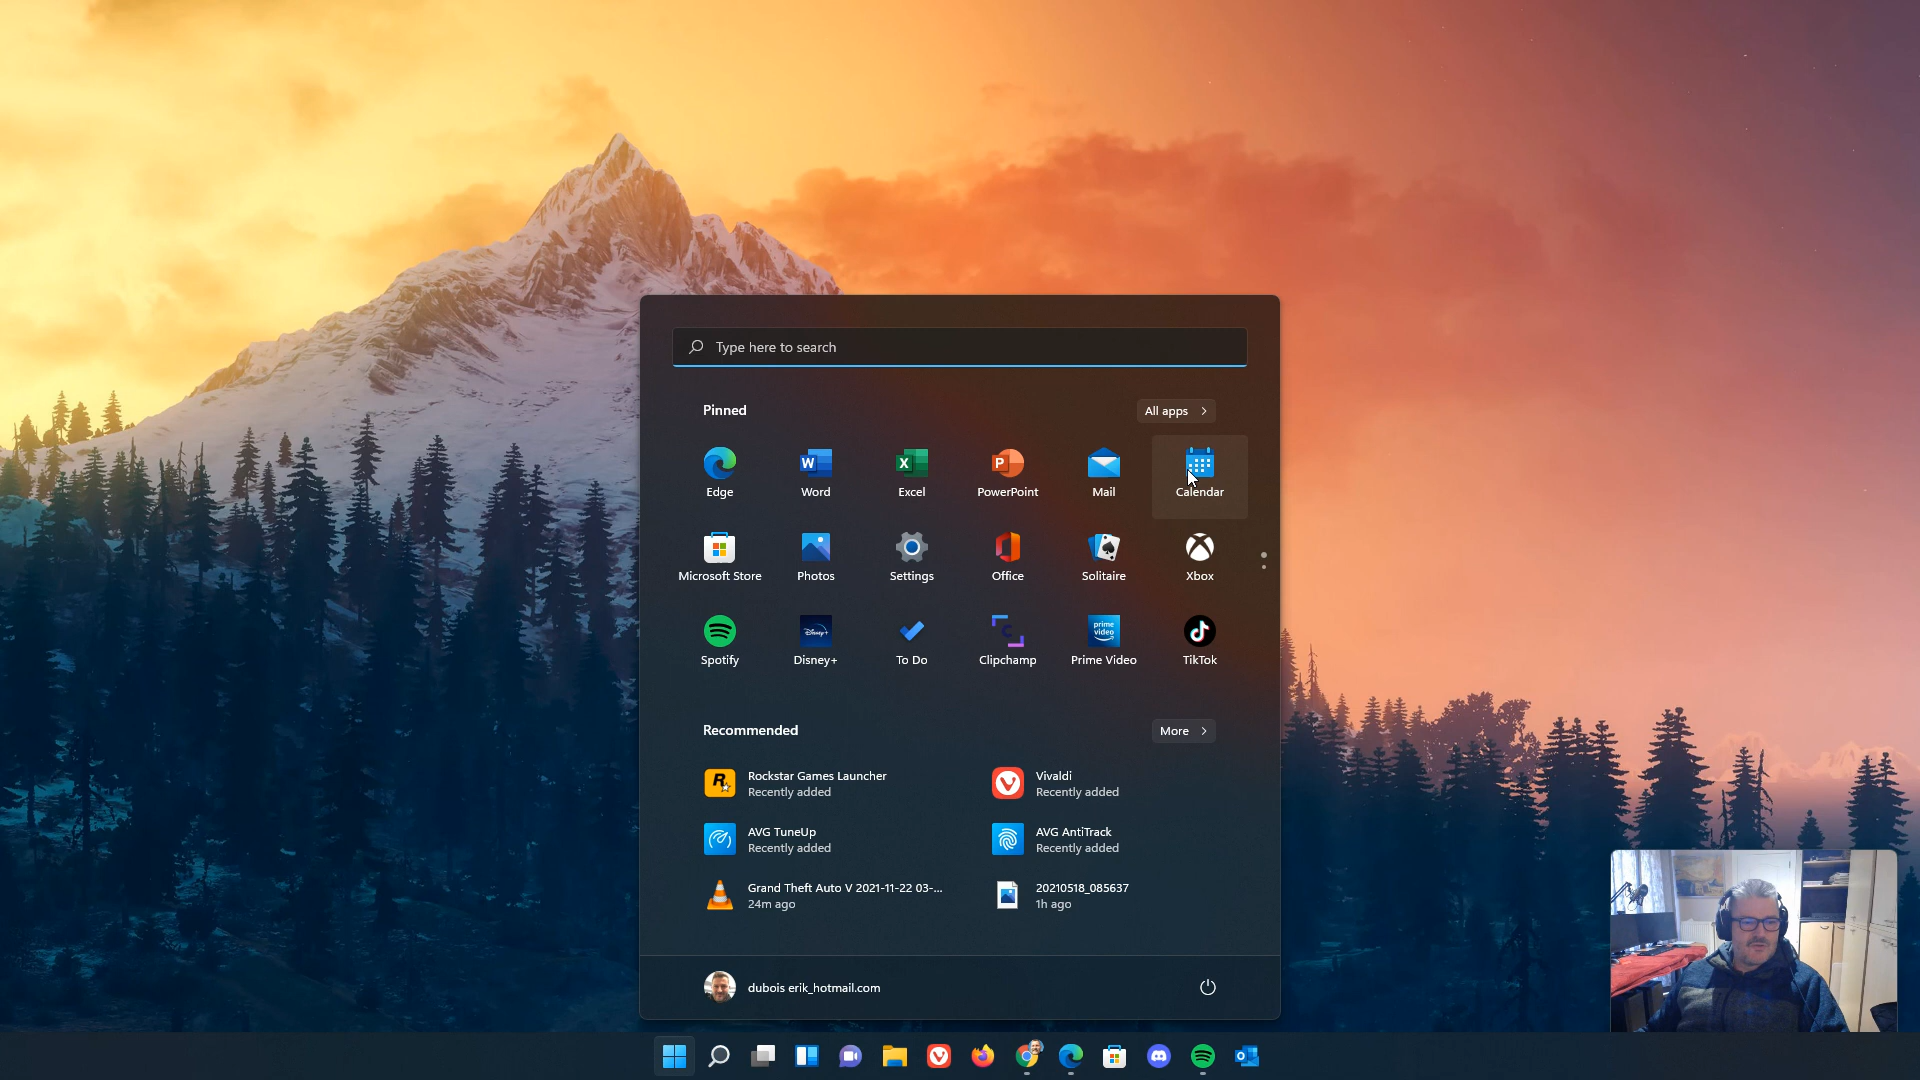 Type here to search
Pinned
All apps
Edge
Word
Excel
PowerPoint
Mail
Calendar
Microsoft Store
Photos
Settings
Office
Solitaire
Xbox
Disney+
prime video
Spotify
Disney+
To Do
Clipchamp
Prime Video
TikTok
Recommended
More
Rockstar Games Launcher
Recently added
Vivaldi
Recently added
AVG TuneUp
Recently added
AVG AntiTrack
Recently added
Grand Theft Auto V 2021-11-22 03-...
24m ago
20210518_085637
1h ago
dubois erik_hotmail.com